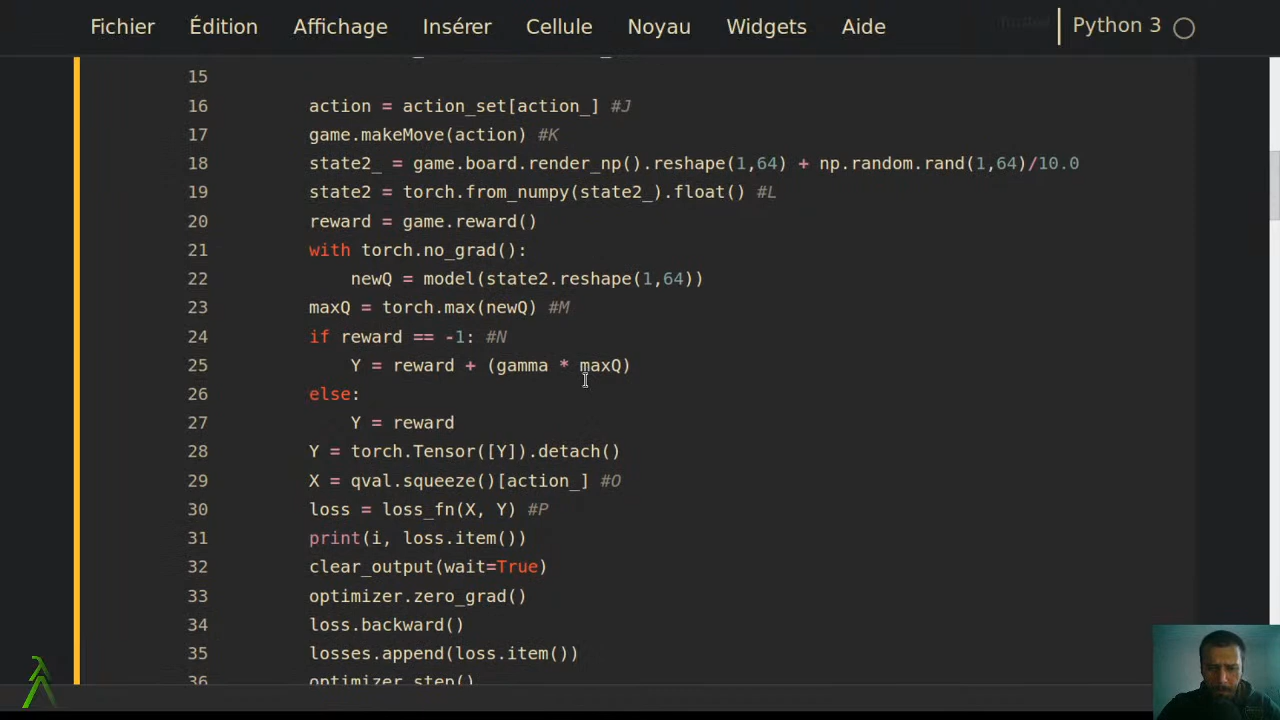 Fichier Édition Affichage Insérer Cellule Noyau Widgets Aide Python 3
15
16 action = action_set[action_] #J
17 game.makeMove(action) #K
18 state2_ = game.board.render_np().reshape(1,64) + np.random.rand(1,64)/10.0
19 state2 = torch.from_numpy(state2_).float() #L
20 reward = game.reward()
21 with torch.no_grad():
22 newQ = model(state2.reshape(1,64))
23 maxQ = torch.max(newQ) #M
24 if reward == -1: #N
25 Y = reward + (gamma * maxQ)
26 else:
27 Y = reward
28 Y = torch.Tensor([Y]).detach()
29 X = qval.squeeze()[action_] #O
30 loss = loss_fn(X, Y) #P
31 print(i, loss.item())
32 clear_output(wait=True)
33 optimizer.zero_grad()
34 loss.backward()
35 losses.append(loss.item())
36 optimizer.step()